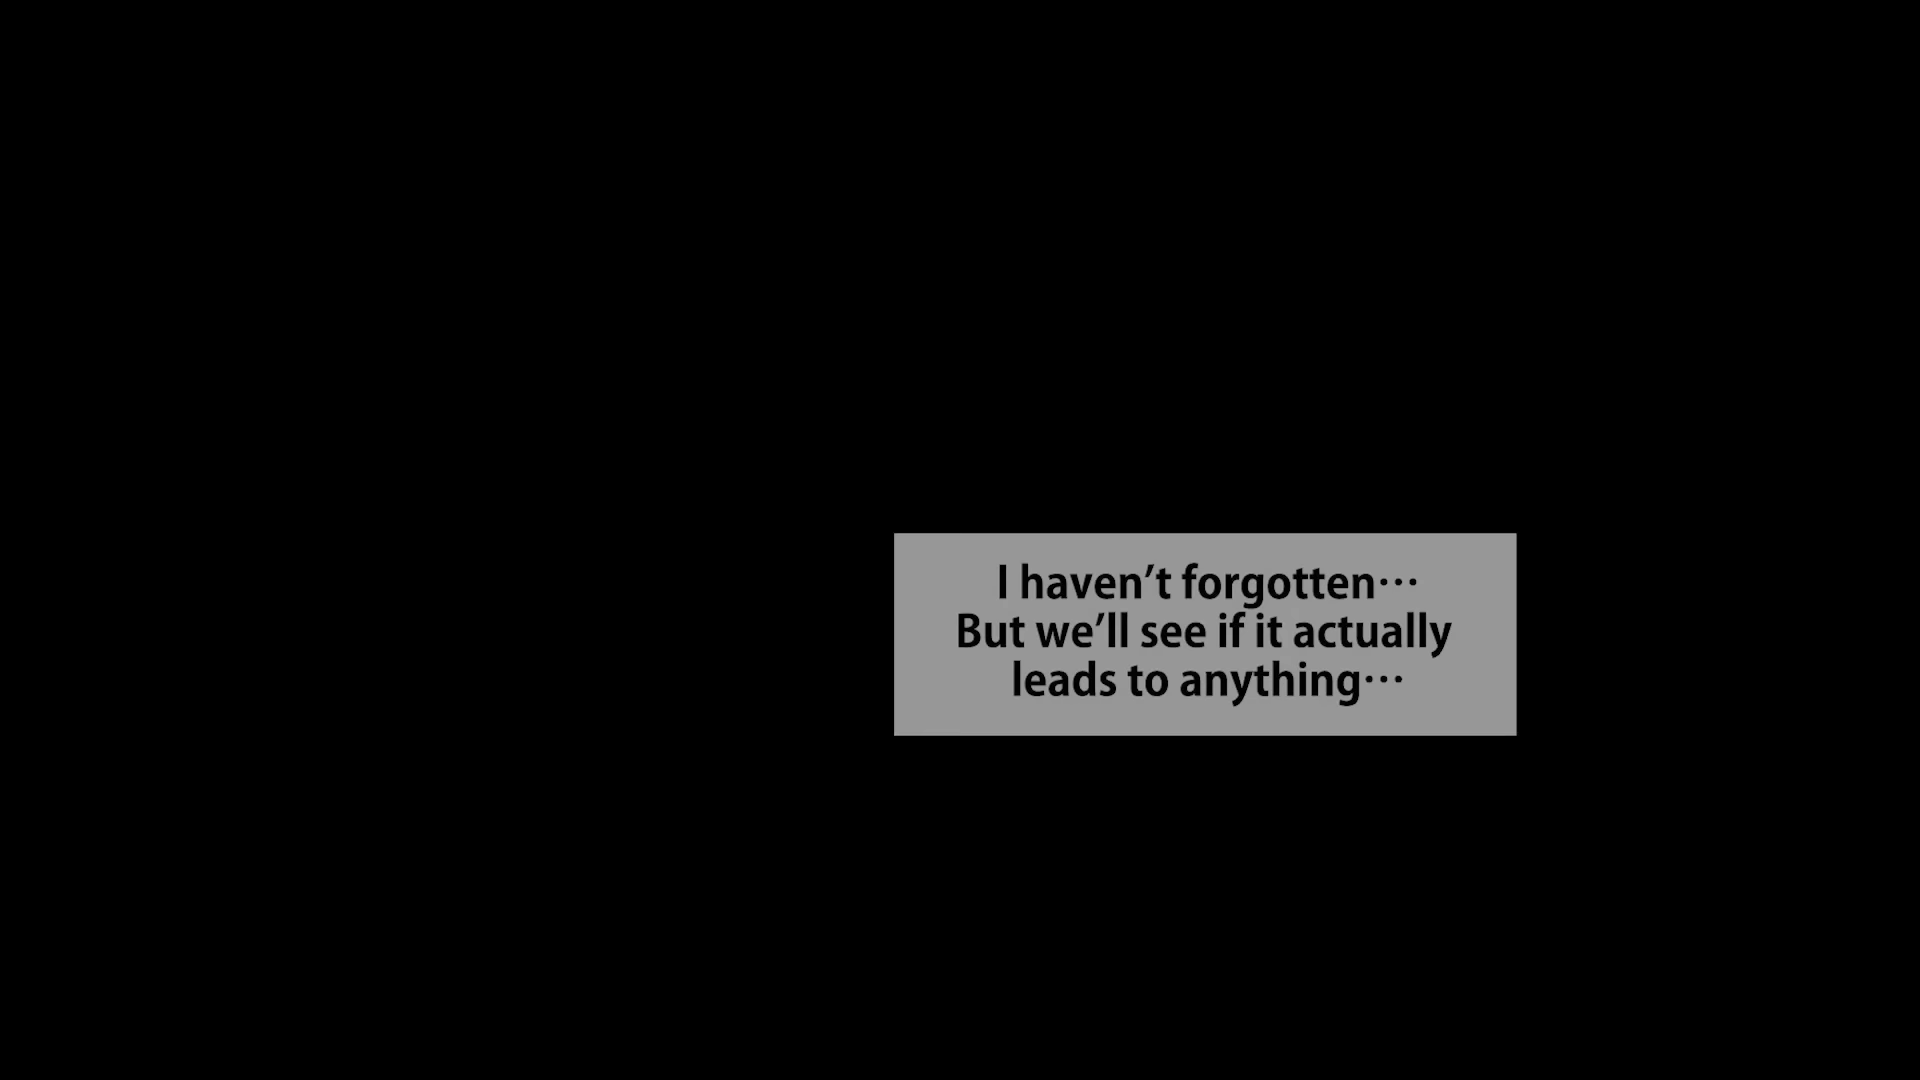 I haven’t forgotten…
But we’ll see if it actually
leads to anything…